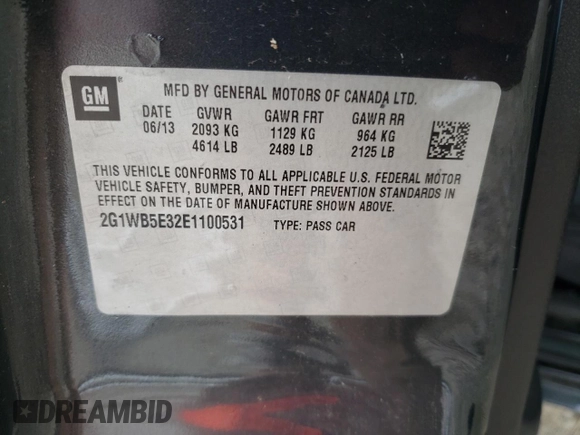 GM
MFD BY GENERAL MOTORS OF CANADA LTD.
DATE GVWR GAWR FRT GAWR RR
06/13 2093 KG 1129 KG 964 KG
4614 LB 2489 LB 2125 LB
THIS VEHICLE CONFORMS TO ALL APPLICABLE U.S. FEDERAL MOTOR
VEHICLE SAFETY, BUMPER, AND THEFT PREVENTION STANDARDS IN
EFFECT ON THE DATE OF MANUFACTURE SHOWN ABOVE.
2G1WB5E32E1100531 TYPE: PASS CAR
DREAMBID